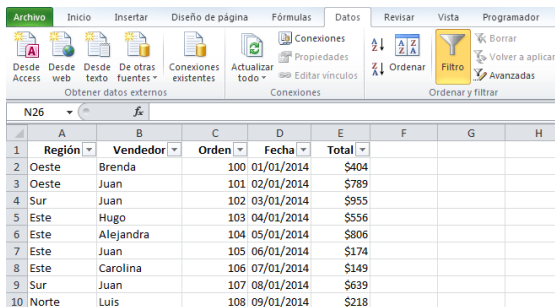 Archivo Inicio Insertar Diseño de página Fórmulas Datos Revisar Vista Programador
Desde Access
Desde web
Desde texto
De otras fuentes
Conexiones existentes
Obtener datos externos
Actualizar todo
Conexiones
Propiedades
Editar vínculos
Conexiones
Ordenar
Filtro
Borrar
Volver a aplicar
Avanzadas
Ordenar y filtrar
N26 fx
A B C D E F G H
1 Región Vendedor Orden Fecha Total
2 Oeste Brenda 100 01/01/2014 $404
3 Oeste Juan 101 02/01/2014 $789
4 Sur Juan 102 03/01/2014 $955
5 Este Hugo 103 04/01/2014 $556
6 Este Alejandra 104 05/01/2014 $806
7 Este Juan 105 06/01/2014 $174
8 Este Carolina 106 07/01/2014 $149
9 Sur Juan 107 08/01/2014 $639
10 Norte Luis 108 09/01/2014 $218